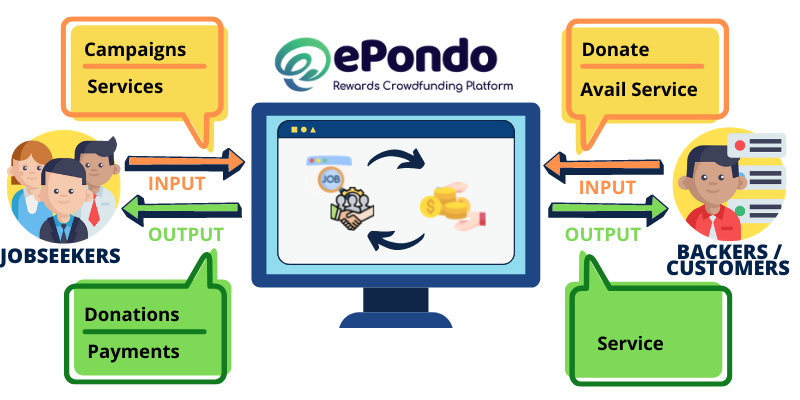 Campaigns
Services
ePondo
Rewards Crowdfunding Platform
Donate
Avail Service
JOB
INPUT
OUTPUT
INPUT
OUTPUT
JOBSEEKERS
BACKERS /
CUSTOMERS
Donations
Payments
Service